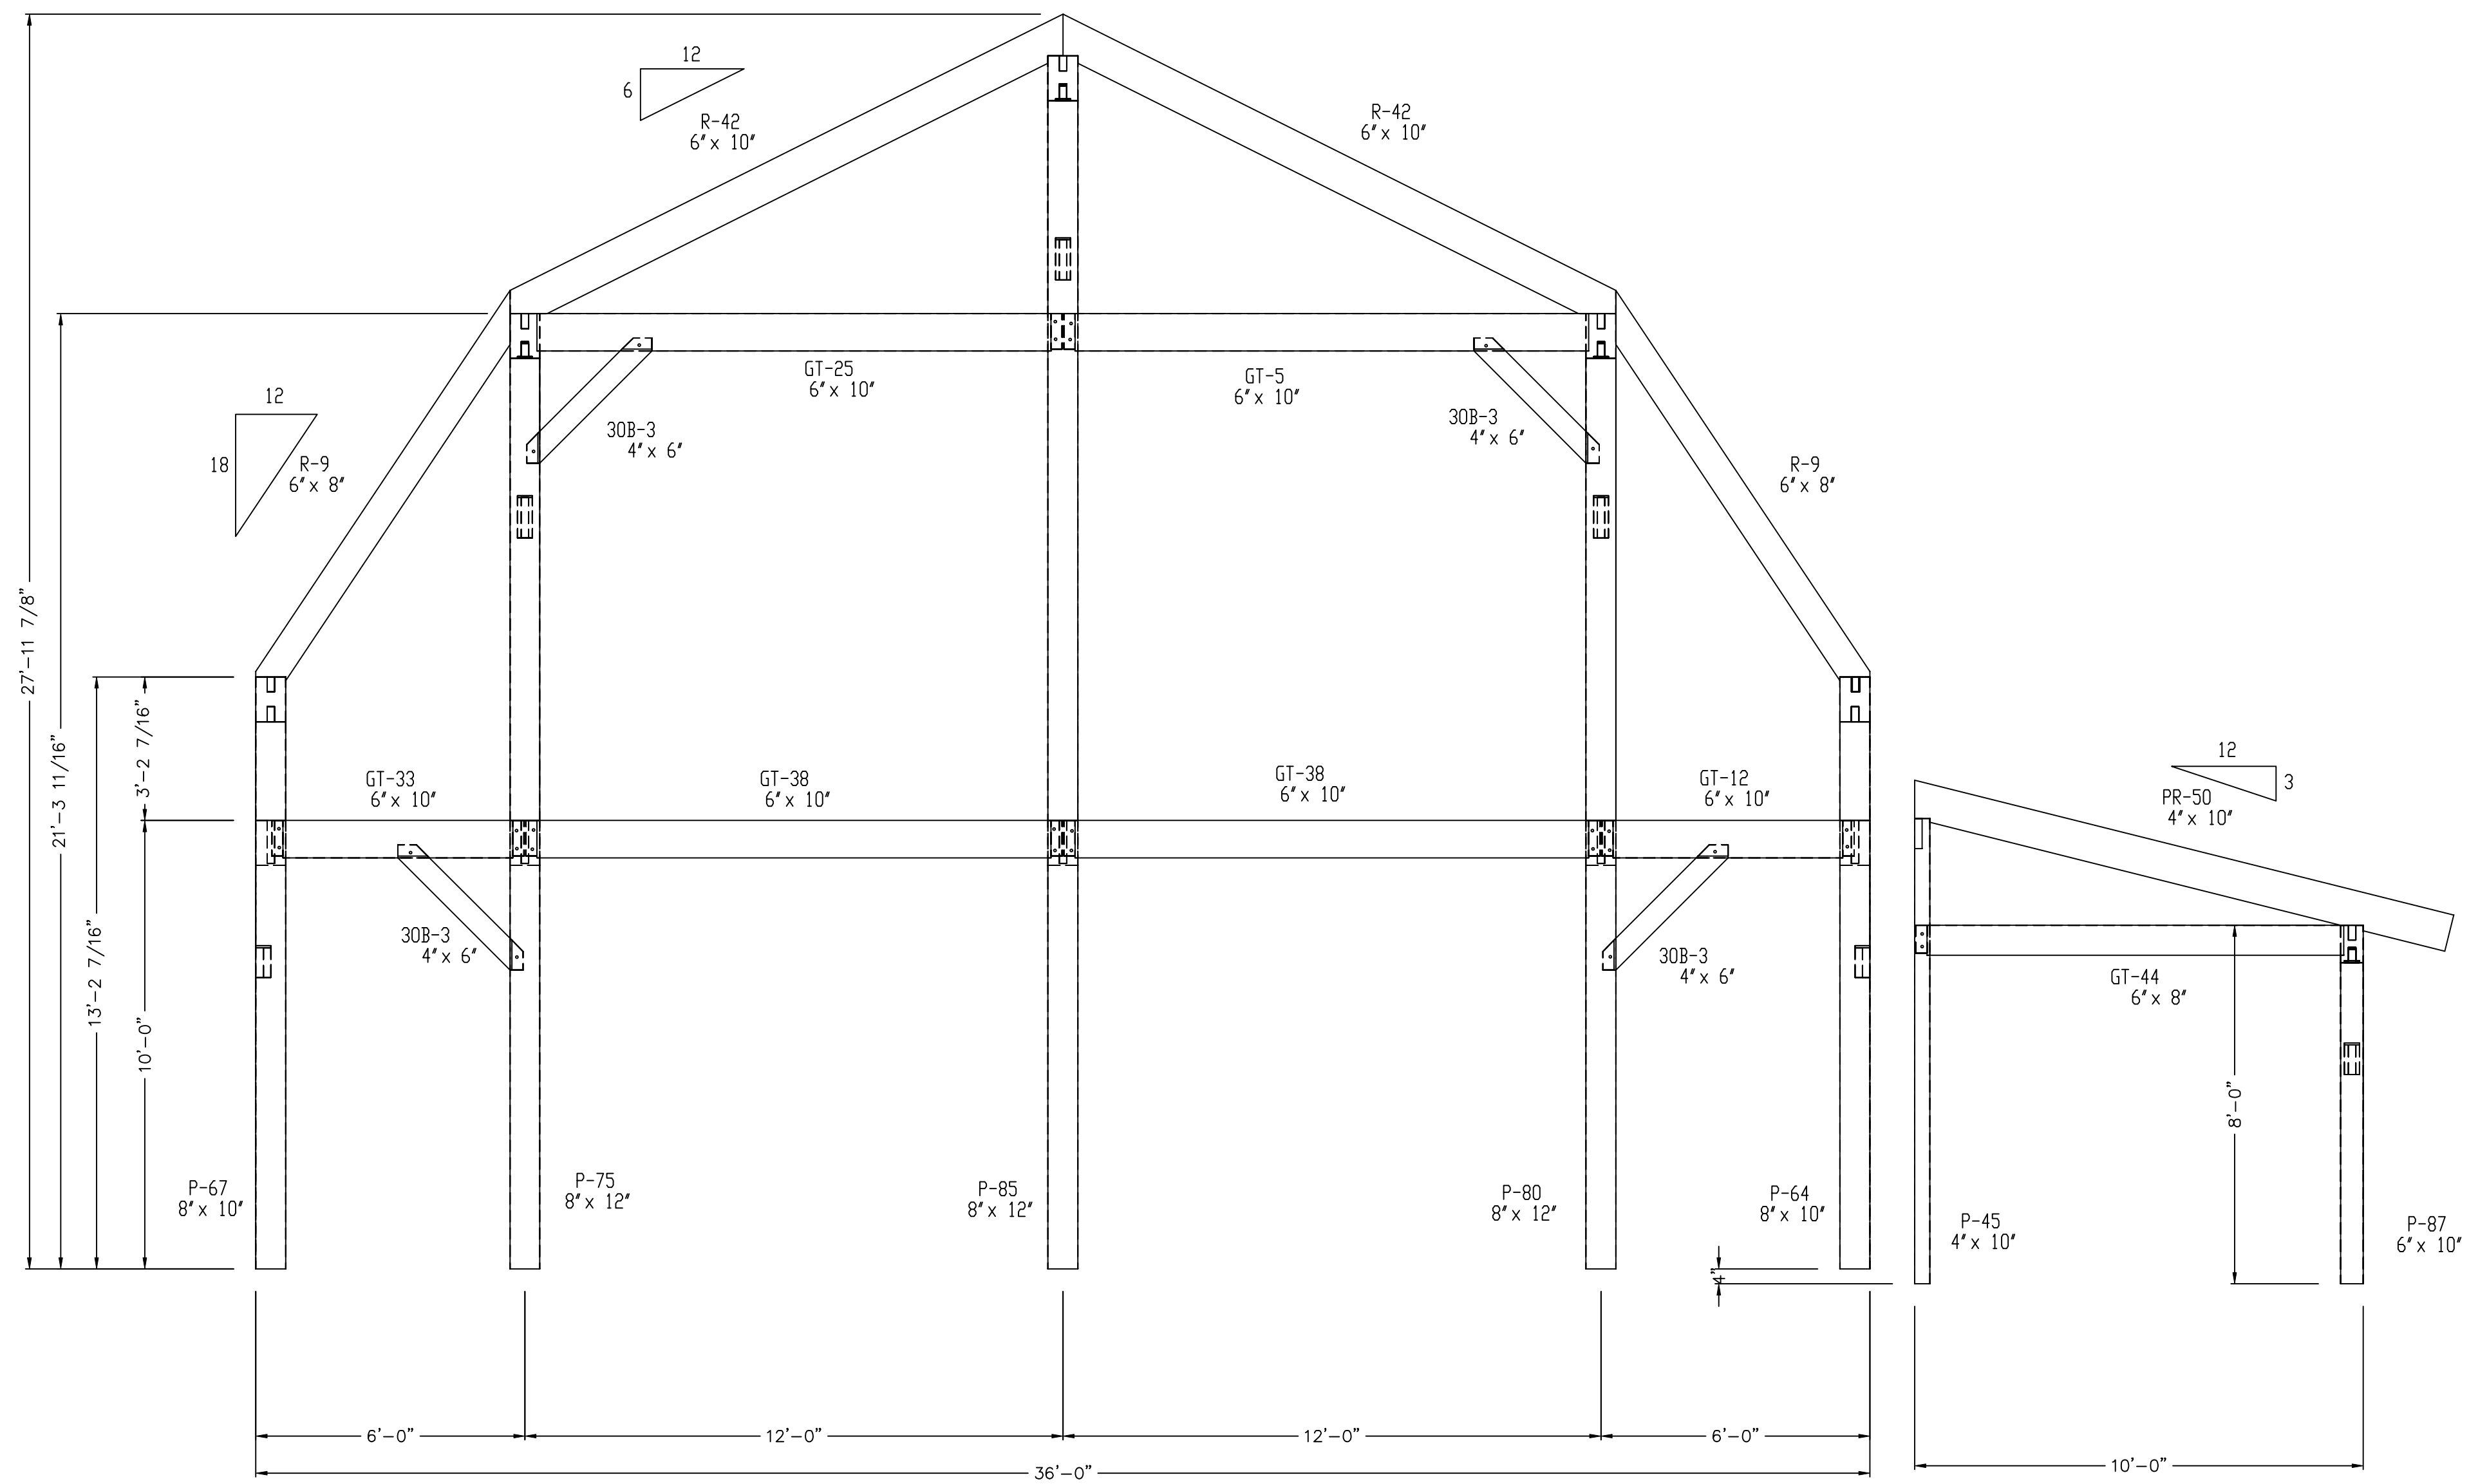 12
6
R-42
6" x 10"
R-42
6" x 10"
GT-25
6" x 10"
GT-5
6" x 10"
30B-3
4" x 6"
30B-3
4" x 6"
12
18
R-9
6" x 8"
R-9
6" x 8"
27'-11 7/8"
21'-3 11/16"
13'-2 7/16"
3'-2 7/16"
10'-0"
GT-33
6" x 10"
GT-38
6" x 10"
GT-38
6" x 10"
GT-12
6" x 10"
12
3
PR-50
4" x 10"
30B-3
4" x 6"
30B-3
4" x 6"
GT-44
6" x 8"
8'-0"
P-67
8" x 10"
P-75
8" x 12"
P-85
8" x 12"
P-80
8" x 12"
P-64
8" x 10"
P-45
4" x 10"
P-87
6" x 10"
4"
6'-0"
12'-0"
12'-0"
6'-0"
36'-0"
10'-0"